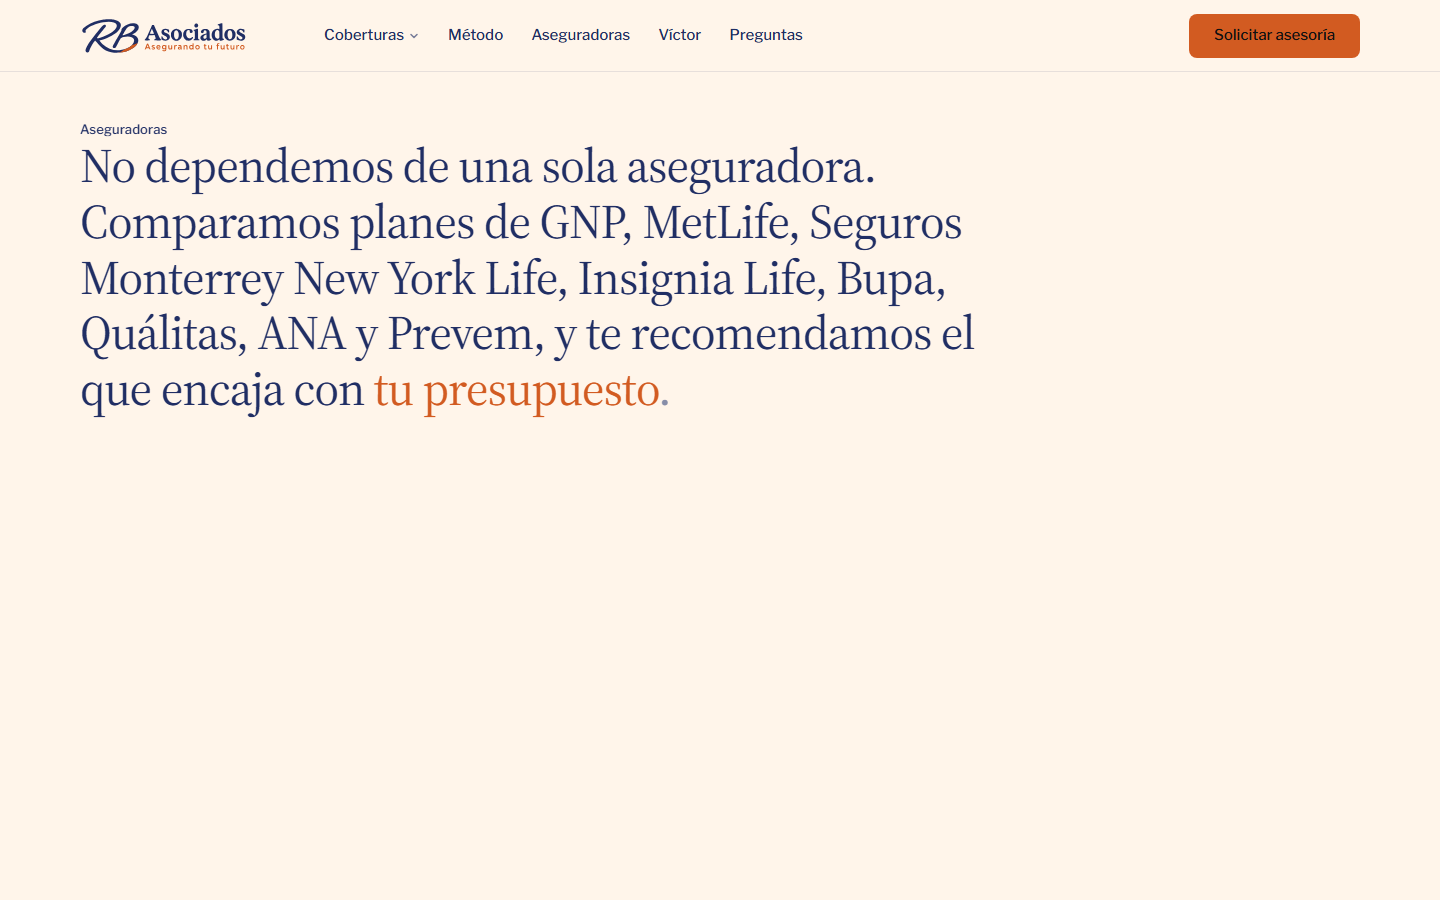 RB Asociados
Asegurando tu futuro
Coberturas
Método
Aseguradoras
Víctor
Preguntas
Solicitar asesoría
Aseguradoras
No dependemos de una sola aseguradora.
Comparamos planes de GNP, MetLife, Seguros
Monterrey New York Life, Insignia Life, Bupa,
Quálitas, ANA y Prevem, y te recomendamos el
que encaja con tu presupuesto.